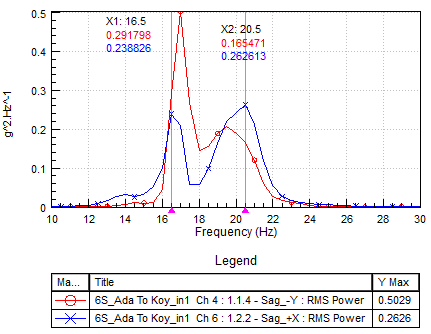 0.5
0.4
0.3
0.2
0.1
0
g^2.Hz^-1
X1: 16.5
0.291798
0.238826
X2: 20.5
0.165471
0.262613
10 12 14 16 18 20 22 24 26 28 30
Frequency (Hz)
Legend
Ma... Title Y Max
6S_Ada To Koy_in1 Ch 4 : 1.1.4 - Sag_-Y : RMS Power 0.5029
6S_Ada To Koy_in1 Ch 6 : 1.2.2 - Sag_+X : RMS Power 0.2626